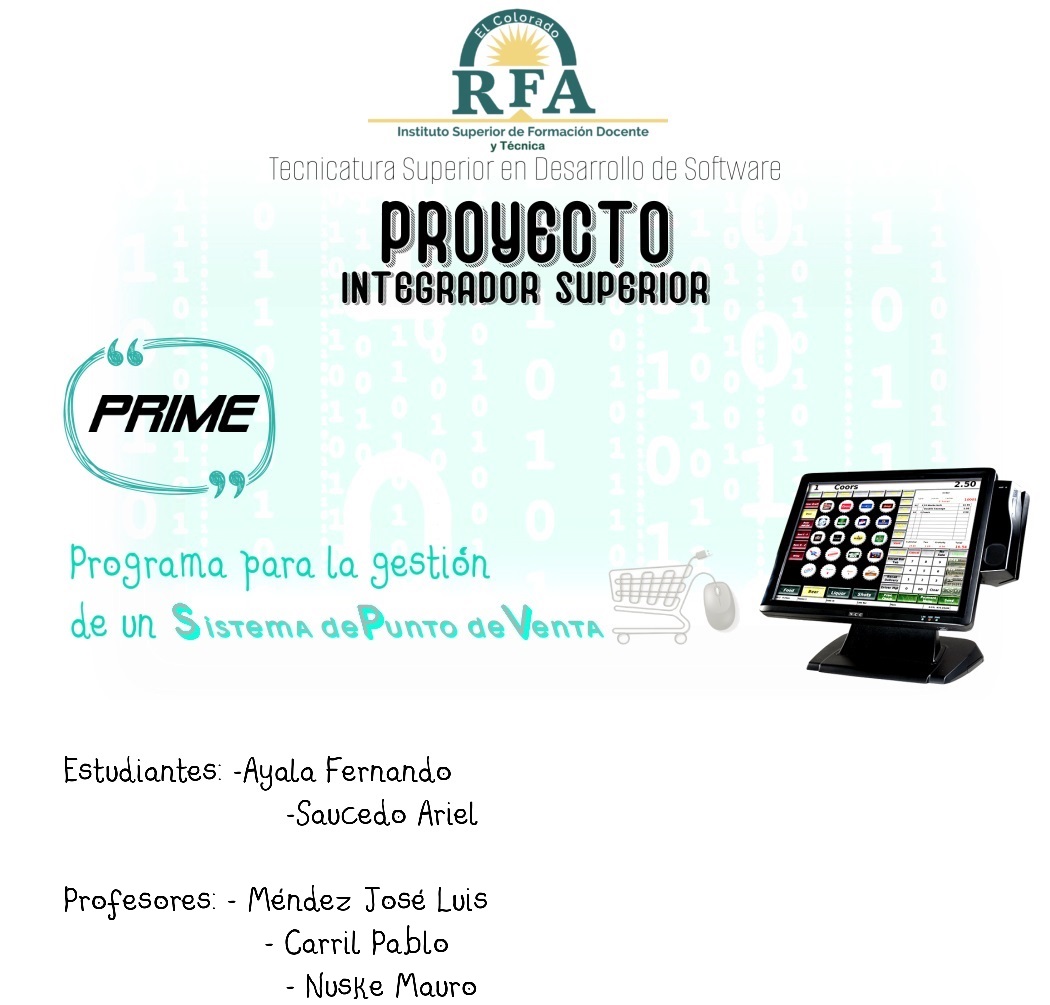 El Colorado
RFA
Instituto Superior de Formación Docente
y Técnica
Tecnicatura Superior en Desarrollo de Software
PROYECTO
INTEGRADOR SUPERIOR
“PRIME”
1 Coors 2.50
Food Beer Liquor Shots
Programa para la gestión
de un Sistema de Punto de Venta
Estudiantes: -Ayala Fernando
-Saucedo Ariel
Profesores: - Méndez José Luis
- Carril Pablo
- Nuske Mauro